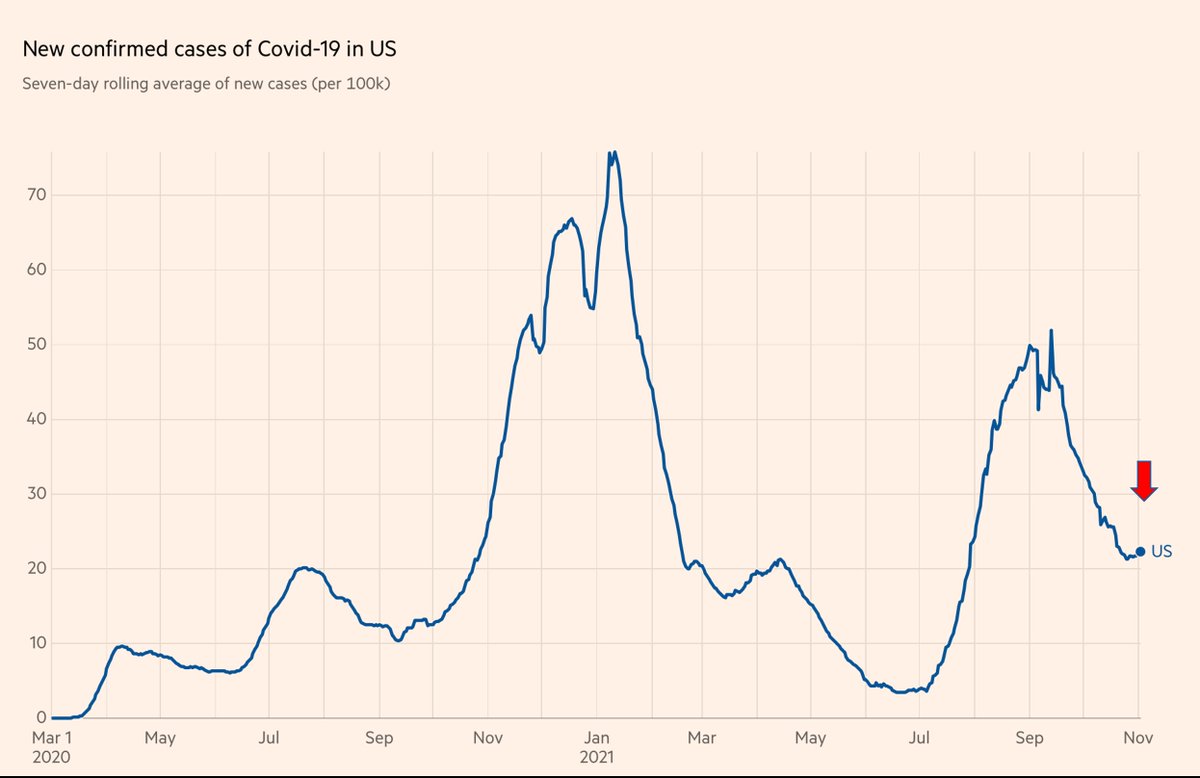 New confirmed cases of Covid-19 in US
Seven-day rolling average of new cases (per 100k)
70
60
50
40
30
20
10
0
US
Mar 1 May Jul Sep Nov Jan Mar May Jul Sep Nov
2020 2021